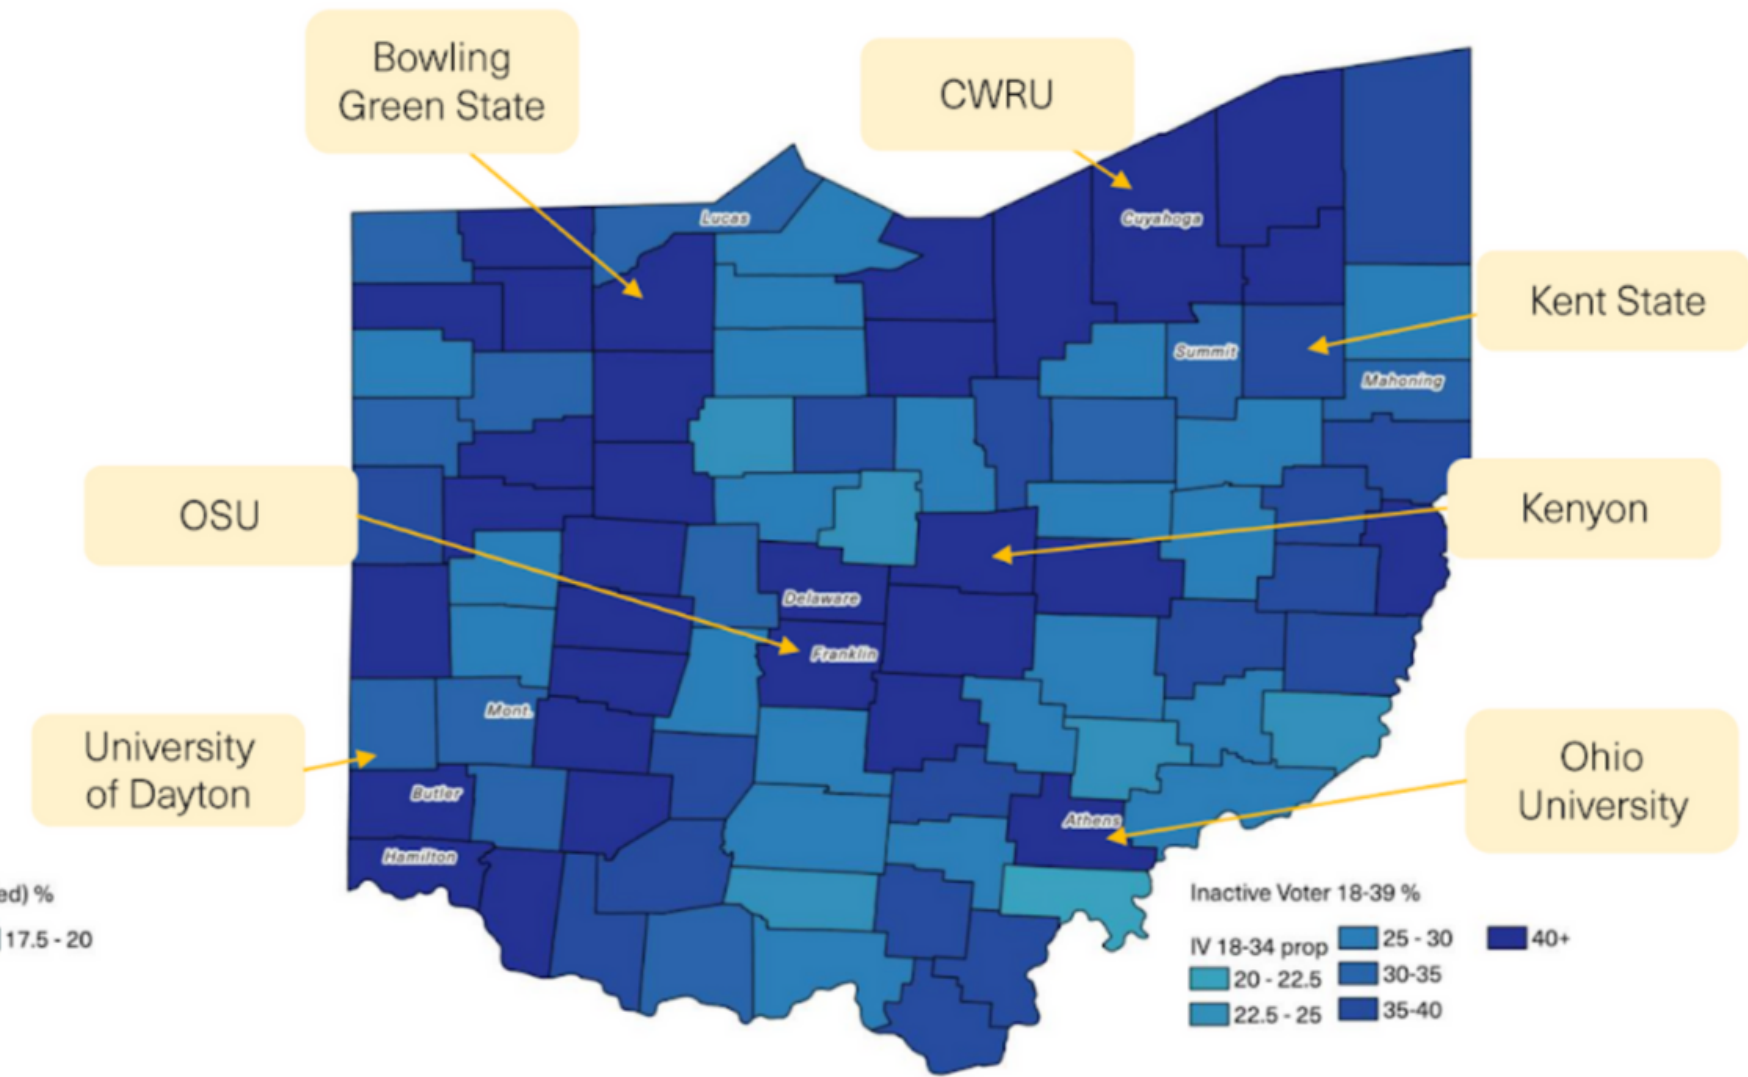 Bowling
Green State
CWRU
Lucas
Cuyahoga
Kent State
Summit
Mahoning
OSU
Kenyon
Delaware
Franklin
Mont.
University
of Dayton
Ohio
University
Butler
Athens
Hamilton
ed) %
17.5 - 20
Inactive Voter 18-39 %
IV 18-34 prop
20 - 22.5
22.5 - 25
25 - 30
30-35
35-40
40+